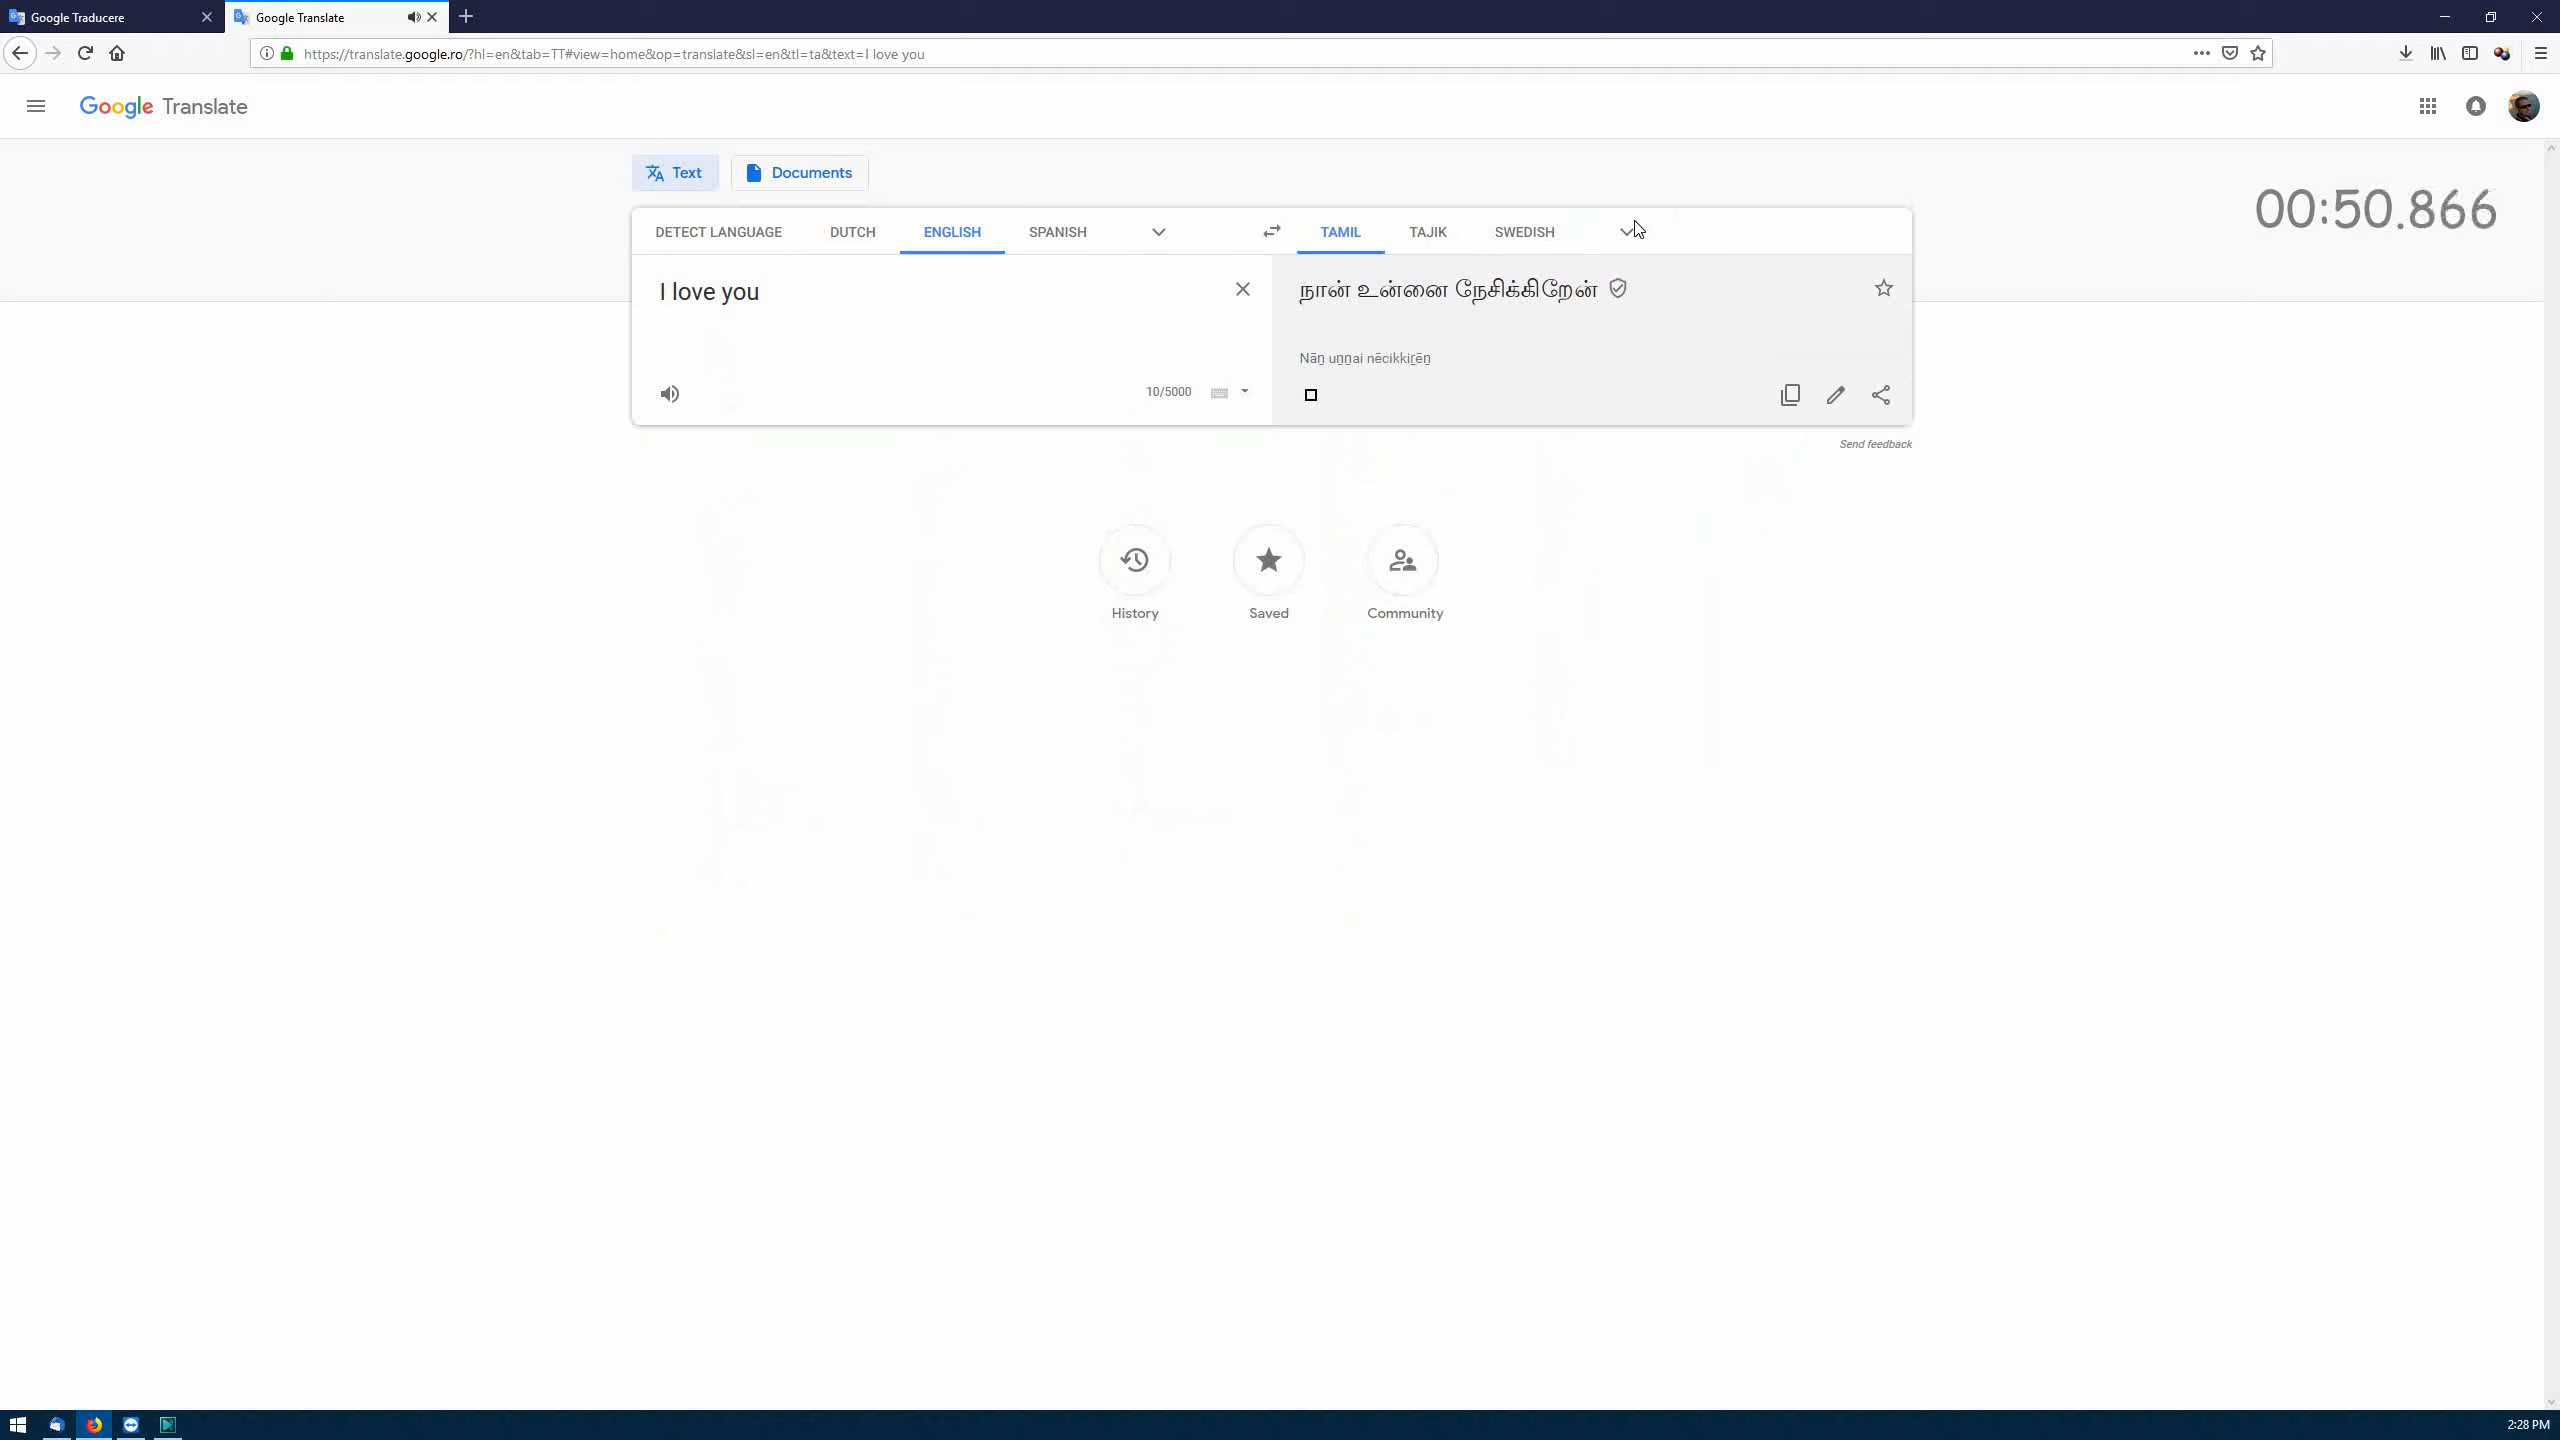 Google Traducere
Google Translate
https://translate.google.ro/?hl=en&tab=TT#view=home&op=translate&sl=en&tl=ta&text=I love you
Google Translate
Text
Documents
00:50.866
DETECT LANGUAGE DUTCH ENGLISH SPANISH
TAMIL TAJIK SWEDISH
I love you
நான் உன்னை நேசிக்கிறேன்
Nāṉ uṉṉai nēcikkiṟēṉ
10/5000
Send feedback
History Saved Community
2:28 PM